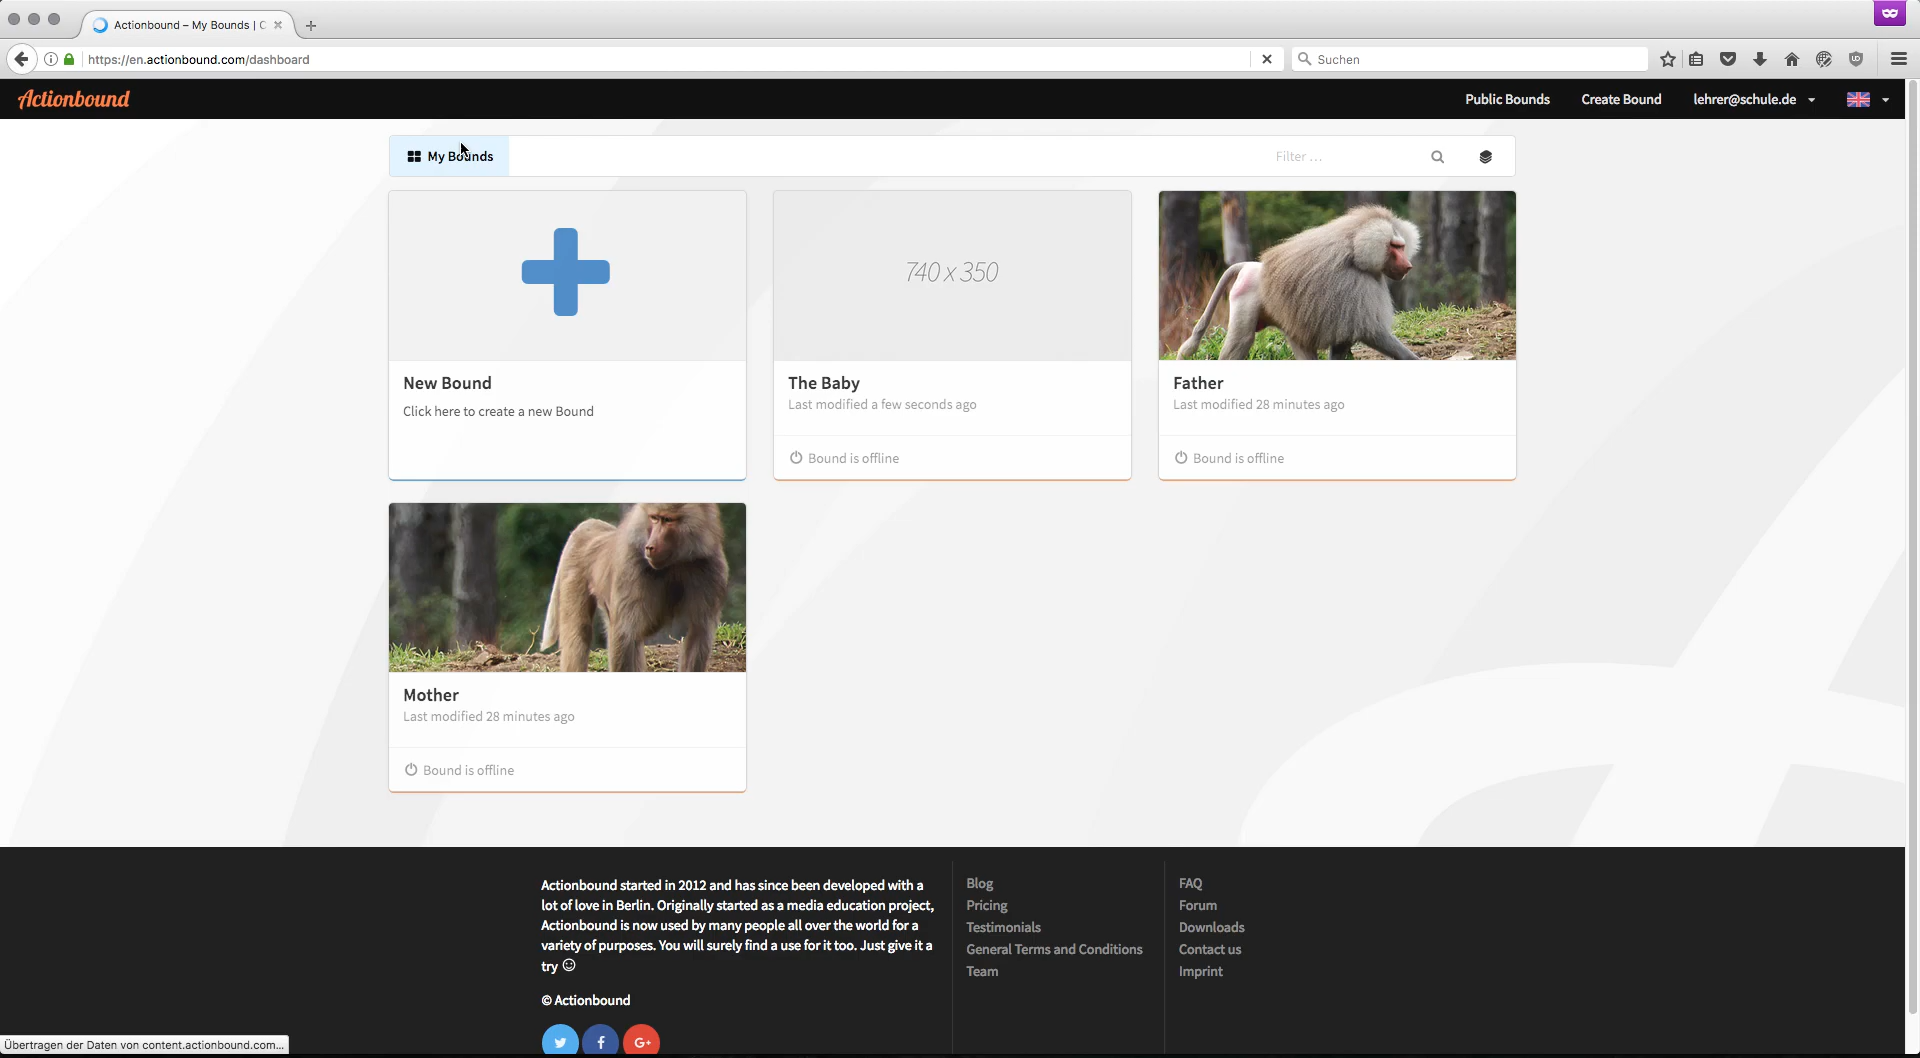 Actionbound – My Bounds | C
https://en.actionbound.com/dashboard
Suchen
Actionbound
Public Bounds
Create Bound
lehrer@schule.de
My Bounds
Filter ...
740 x 350
New Bound
Click here to create a new Bound
The Baby
Last modified a few seconds ago
Bound is offline
Father
Last modified 28 minutes ago
Bound is offline
Mother
Last modified 28 minutes ago
Bound is offline
Actionbound started in 2012 and has since been developed with a
lot of love in Berlin. Originally started as a media education project,
Actionbound is now used by many people all over the world for a
variety of purposes. You will surely find a use for it too. Just give it a
try ☺
© Actionbound
Blog
Pricing
Testimonials
General Terms and Conditions
Team
FAQ
Forum
Downloads
Contact us
Imprint
G+
Übertragen der Daten von content.actionbound.com...